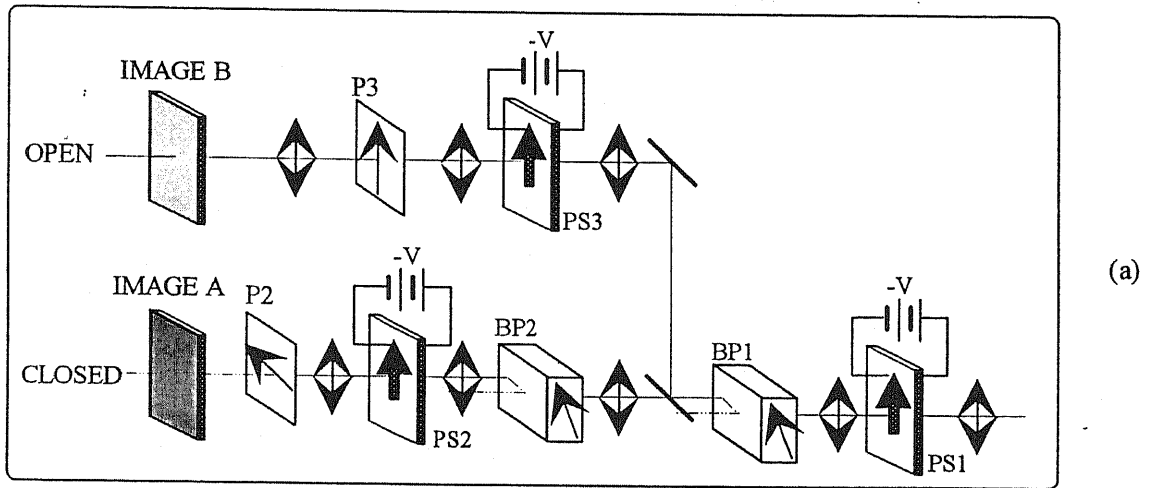 -V
IMAGE B
P3
OPEN
PS3
(a)
-V
IMAGE A
P2
-V
BP2
BP1
CLOSED
PS2
PS1